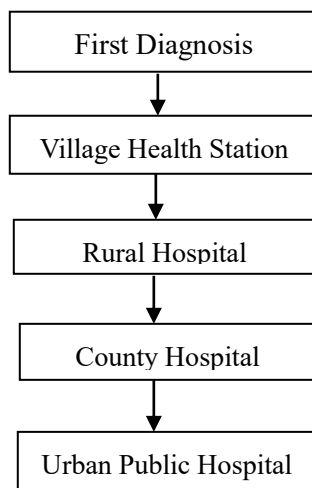 First Diagnosis
Village Health Station
Rural Hospital
County Hospital
Urban Public Hospital